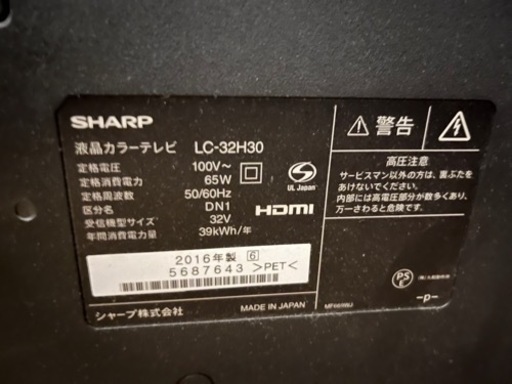 SHARP
液晶カラーテレビ LC-32H30
定格電圧 100V～
定格消費電力 65W
定格周波数 50/60Hz
区分名 DN1
受信機型サイズ 32V
年間消費電力量 39kWh/年
UL Japan
HDMI
2016年製 6
5687643 >PET<
シャープ株式会社
MADE IN JAPAN
警告
高圧注意
サービスマン以外の方は、裏ぶたを
あけないでください。
内部には高電圧部分が数多くあり、
万一さわると危険です。
PS
E
-p-